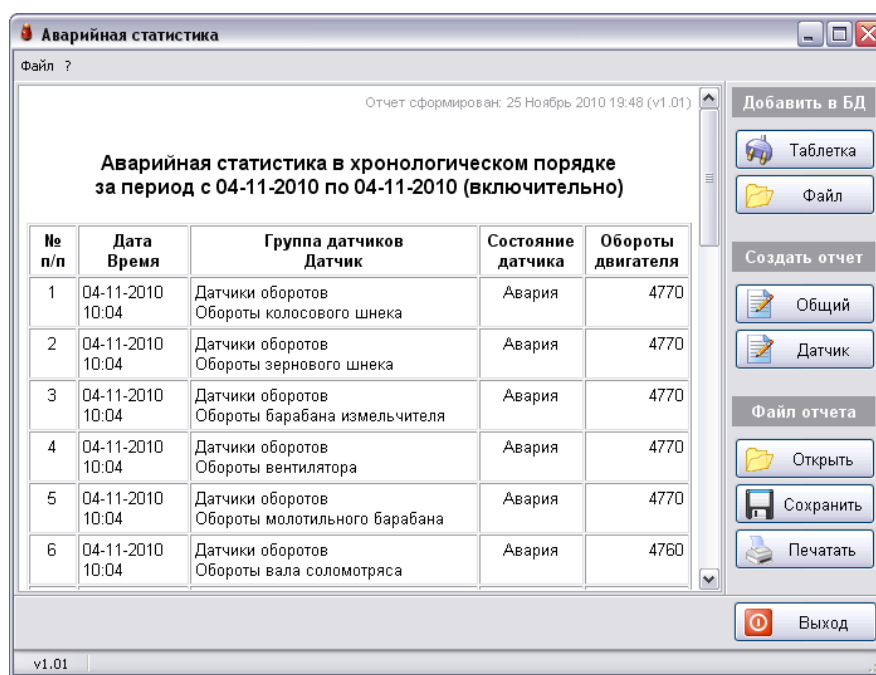 Аварийная статистика
Файл ?
Отчет сформирован: 25 Ноябрь 2010 19:48 (v1.01)
Аварийная статистика в хронологическом порядке
за период с 04-11-2010 по 04-11-2010 (включительно)
№ Дата Группа датчиков Состояние Обороты
п/п Время Датчик датчика двигателя
1 04-11-2010 Датчики оборотов Авария 4770
10:04 Обороты колосового шнека
2 04-11-2010 Датчики оборотов Авария 4770
10:04 Обороты зернового шнека
3 04-11-2010 Датчики оборотов Авария 4770
10:04 Обороты барабана измельчителя
4 04-11-2010 Датчики оборотов Авария 4770
10:04 Обороты вентилятора
5 04-11-2010 Датчики оборотов Авария 4770
10:04 Обороты молотильного барабана
6 04-11-2010 Датчики оборотов Авария 4760
10:04 Обороты вала соломотряса
Добавить в БД
Таблетка
Файл
Создать отчет
Общий
Датчик
Файл отчета
Открыть
Сохранить
Печатать
Выход
v1.01